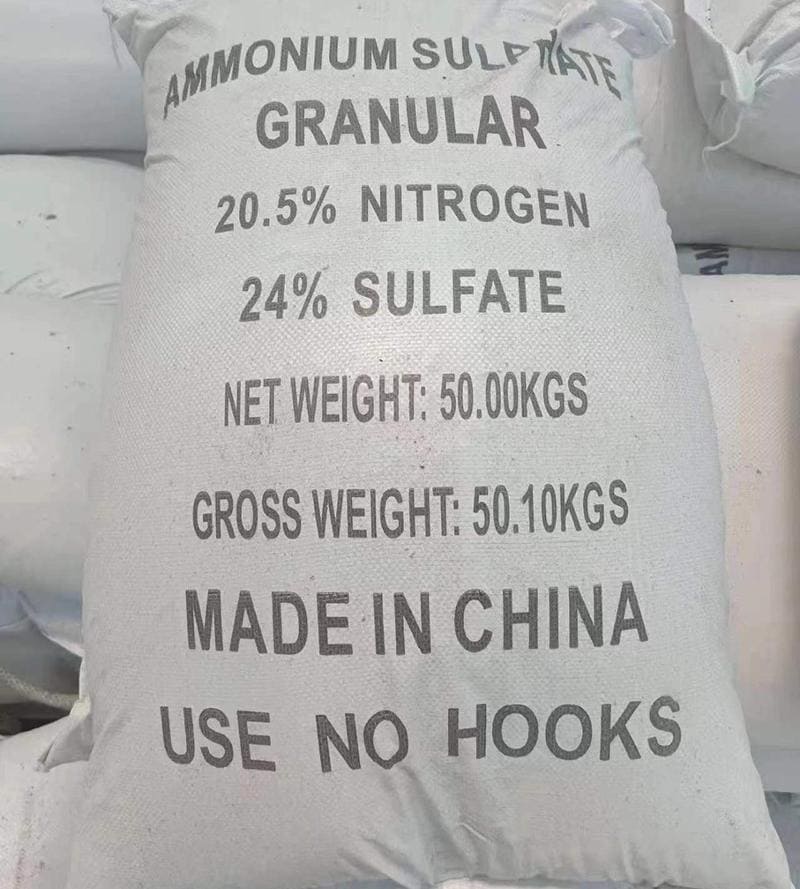 AMMONIUM SULPHATE
GRANULAR
20.5% NITROGEN
24% SULFATE
NET WEIGHT: 50.00KGS
GROSS WEIGHT: 50.10KGS
MADE IN CHINA
USE NO HOOKS
AM